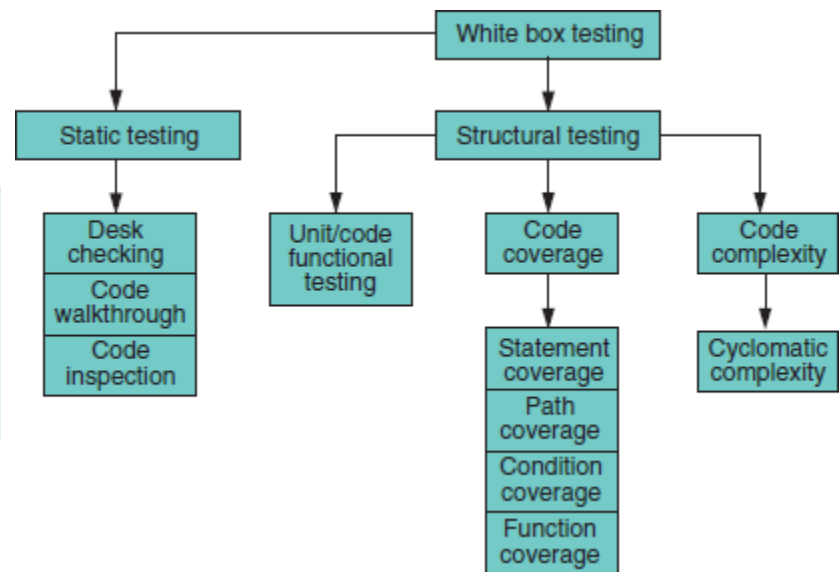 White box testing
Static testing
Structural testing
Desk
checking
Code
walkthrough
Code
inspection
Unit/code
functional
testing
Code
coverage
Statement
coverage
Path
coverage
Condition
coverage
Function
coverage
Code
complexity
Cyclomatic
complexity